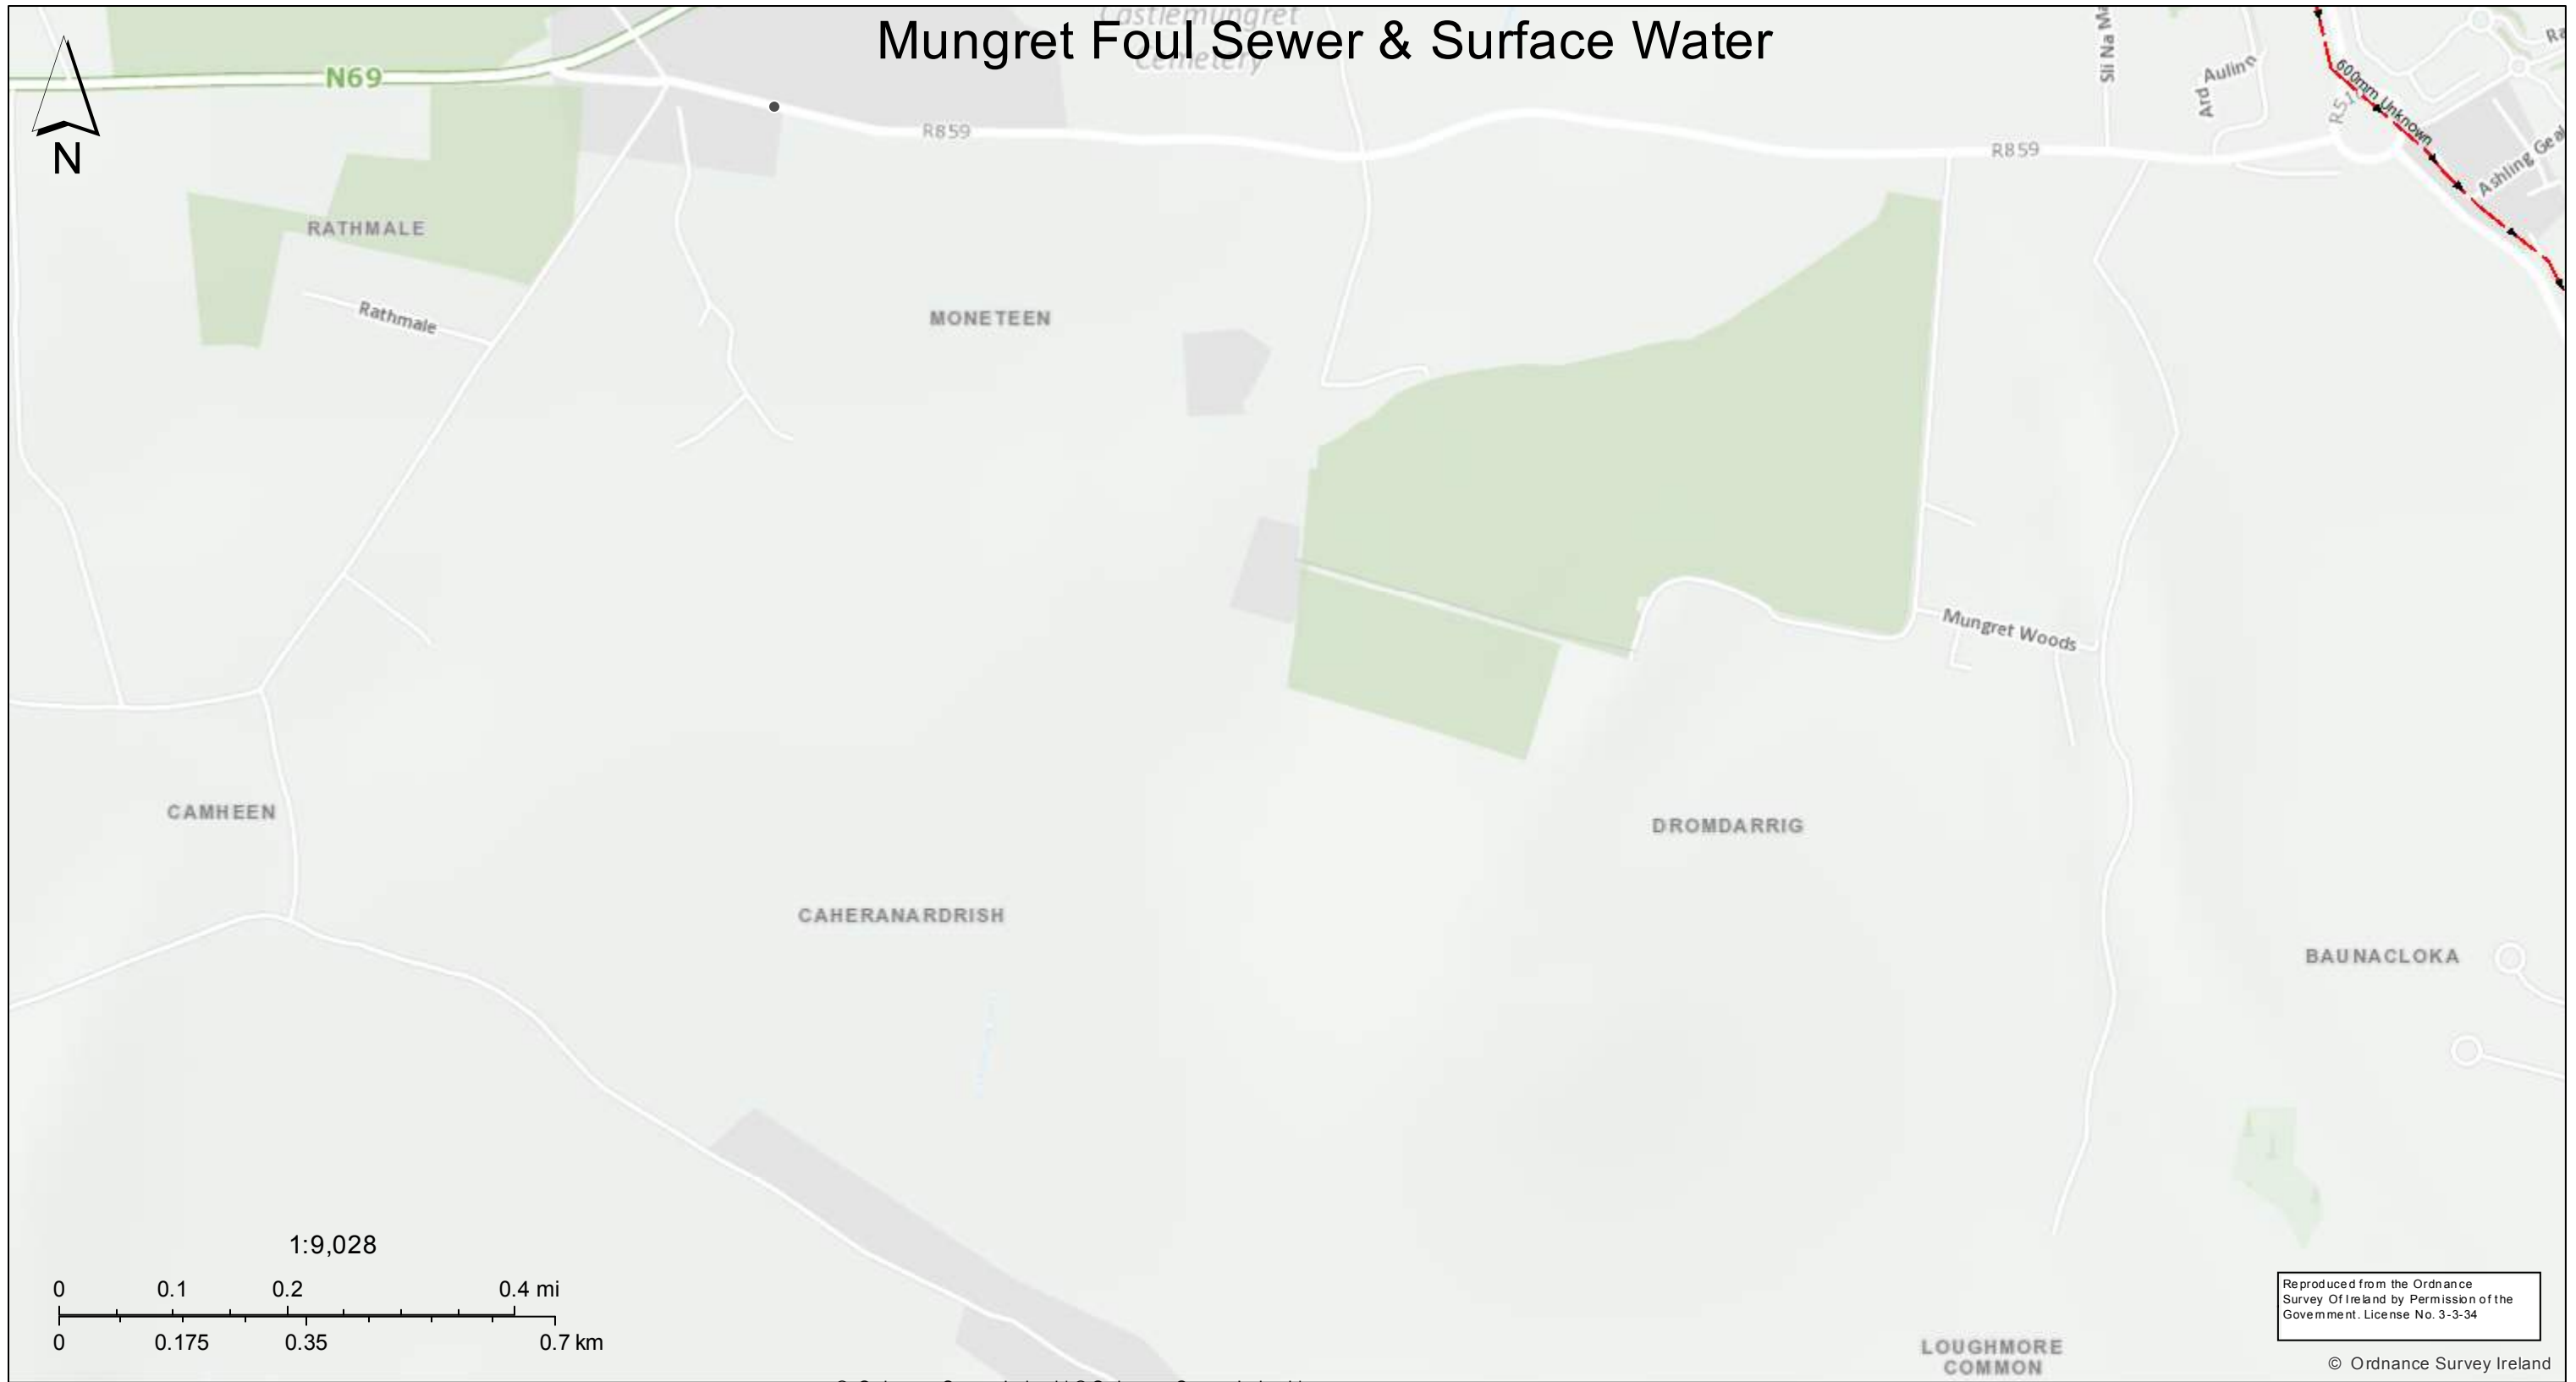 Castlemungret
Cemetery
Mungret Foul Sewer & Surface Water
N69
N
R859
R859
Ard Aulinn
600mm Unknown
RATHMALE
Rathmale
MONETEEN
Mungret Woods
CAMHEEN
DROMDARRIG
CAHERANARDRISH
BAUNACLOKA
1:9,028
0 0.1 0.2 0.4 mi
0 0.175 0.35 0.7 km
Reproduced from the Ordnance
Survey Of Ireland by Permission of the
Government. License No. 3-3-34
LOUGHMORE
COMMON
© Ordnance Survey Ireland